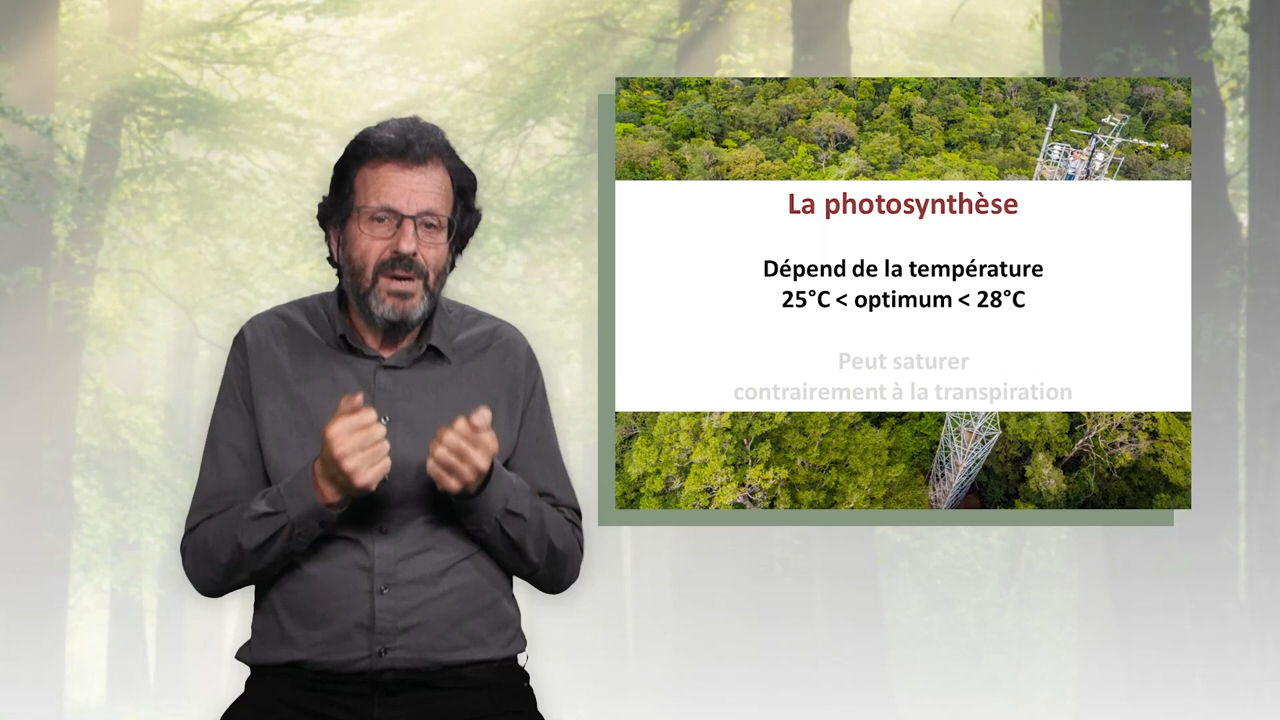 La photosynthèse
Dépend de la température
25°C < optimum < 28°C
Peut saturer
contrairement à la transpiration